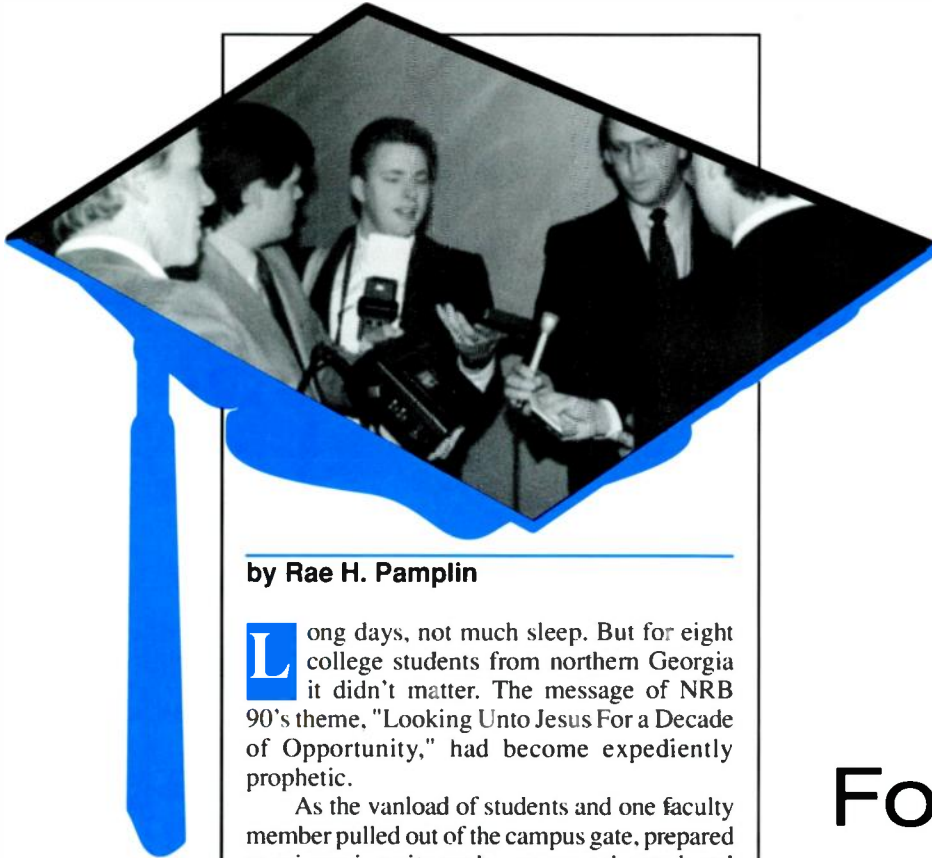 by Rae H. Pamplin
Long days, not much sleep. But for eight
college students from northern Georgia
it didn't matter. The message of NRB
90's theme, "Looking Unto Jesus For a Decade
of Opportunity," had become expediently
prophetic.
As the vanload of students and one faculty
member pulled out of the campus gate, prepared
Fo